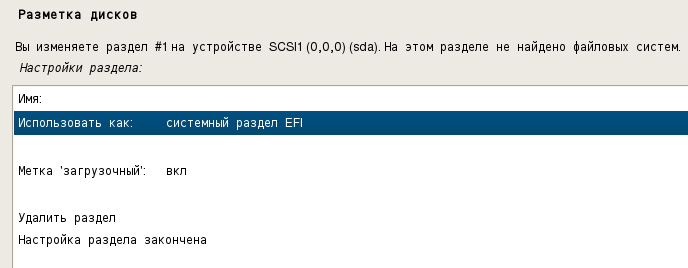 Разметка дисков
Вы изменяете раздел #1 на устройстве SCSI1 (0,0,0) (sda). На этом разделе не найдено файловых систем.
Настройки раздела:
Имя:
Использовать как: системный раздел EFI
Метка 'загрузочный': вкл
Удалить раздел
Настройка раздела закончена